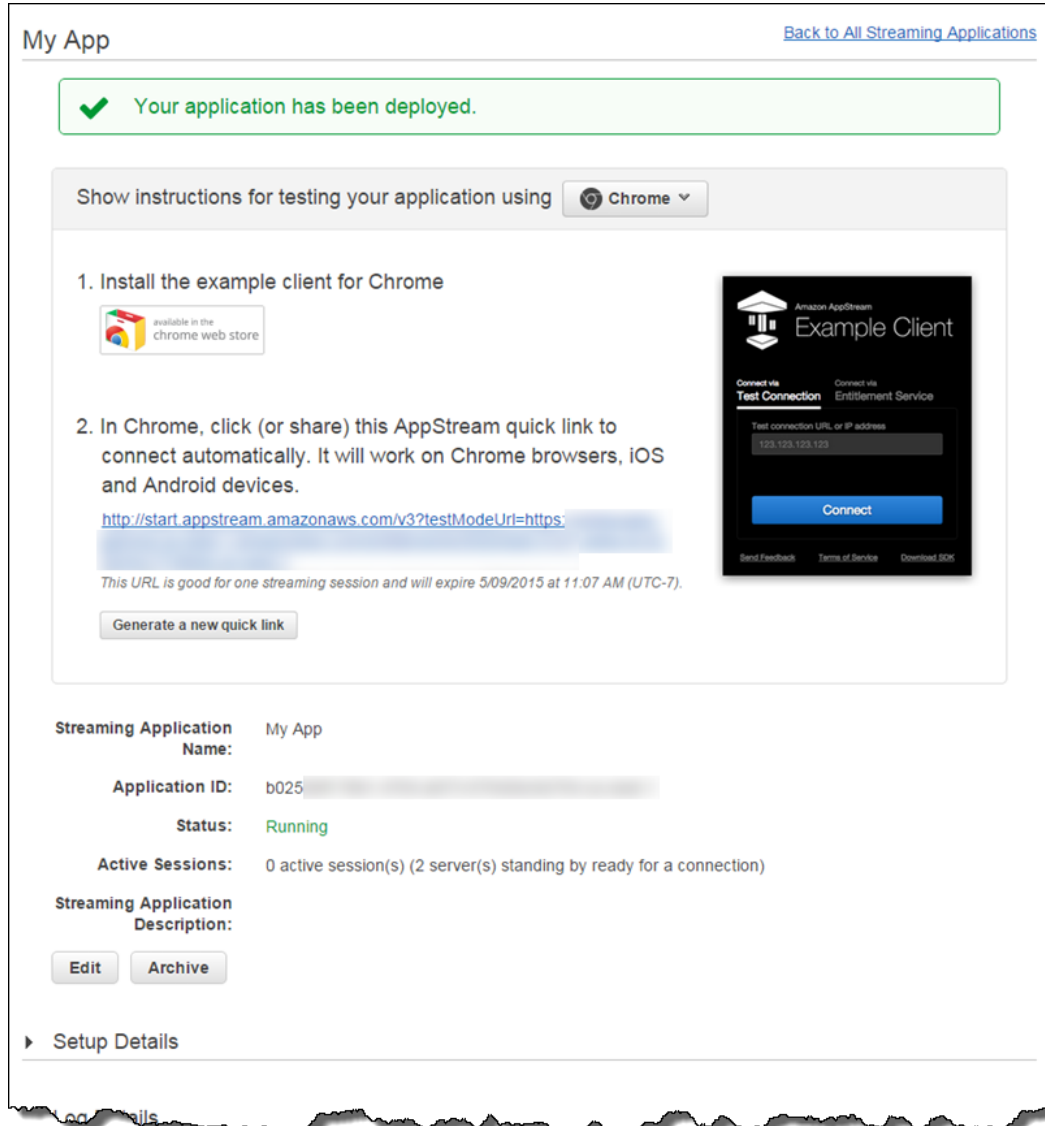 My App
Back to All Streaming Applications
Your application has been deployed.
Show instructions for testing your application using
Chrome
1. Install the example client for Chrome
available in the
chrome web store
2. In Chrome, click (or share) this AppStream quick link to
connect automatically. It will work on Chrome browsers, iOS
and Android devices.
http://start.appstream.amazonaws.com/v3?testModeUrl=https:
This URL is good for one streaming session and will expire 5/09/2015 at 11:07 AM (UTC-7).
Generate a new quick link
Amazon AppStream
Example Client
Connect via
Test Connection
Connect via
Entitlement Service
Test connection URL or IP address
123.123.123.123
Connect
Send Feedback
Terms of Service
Download SDK
Streaming Application
Name:
My App
Application ID:
b025
Status:
Running
Active Sessions:
0 active session(s) (2 server(s) standing by ready for a connection)
Streaming Application
Description:
Edit
Archive
Setup Details